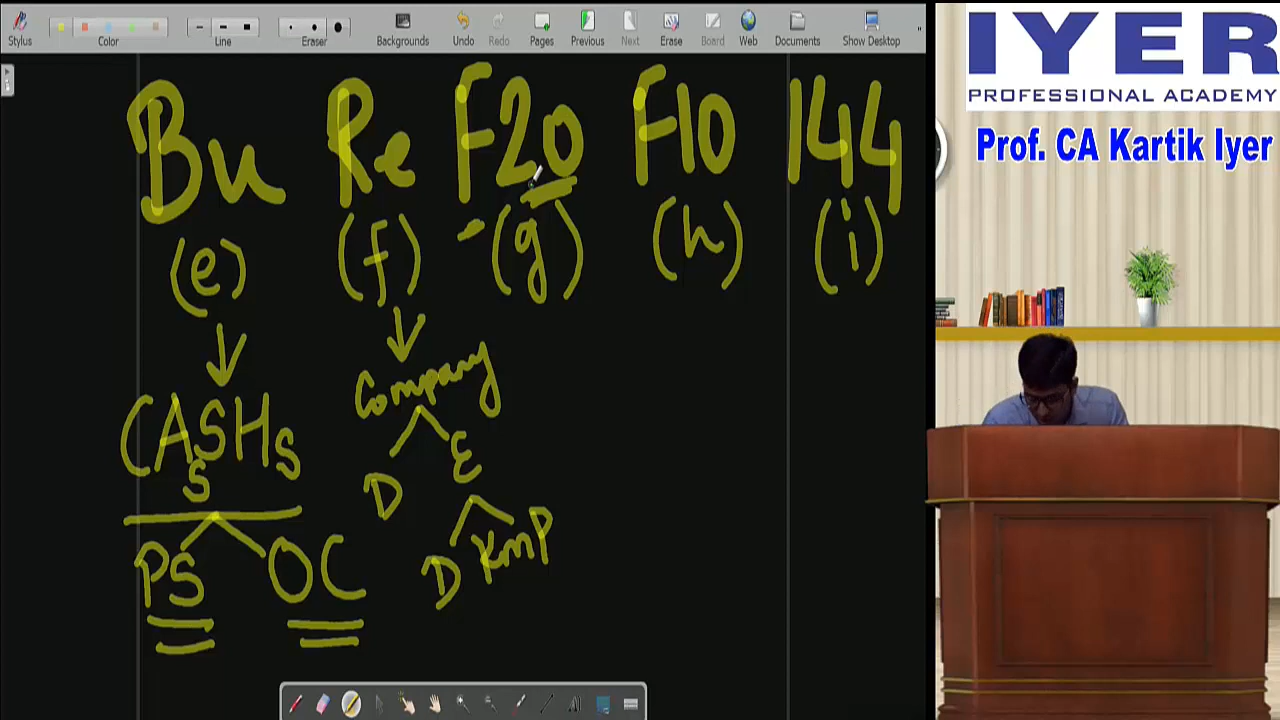 Stylus
Color
Line
Eraser
Backgrounds
Undo
Redo
Pages
Previous
Next
Erase
Board
Web
Documents
Show Desktop
IYER
PROFESSIONAL ACADEMY
Prof. CA Kartik Iyer
Bu Re F20 F10 144
(e) (f) (g) (h) (i)
Company
CASHS
S
D E
PS OC
D KMP